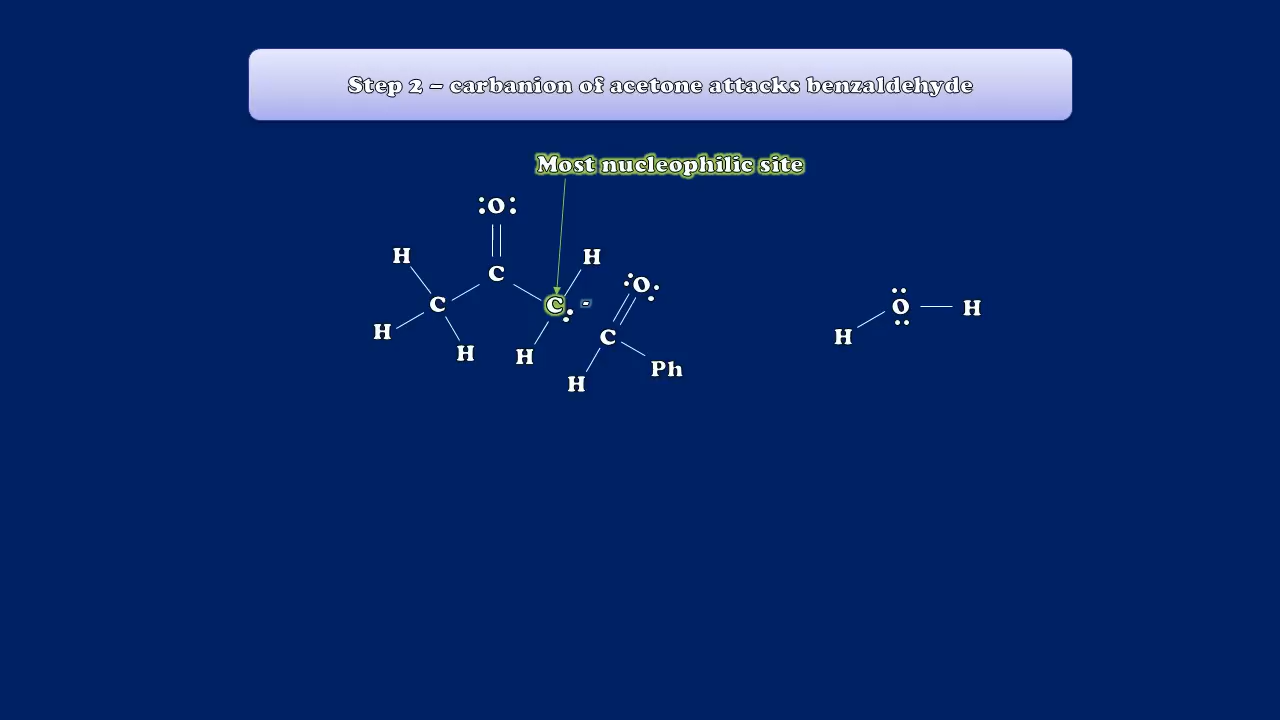 Step 2 – carbanion of acetone attacks benzaldehyde
Most nucleophilic site
:O:
H C H
C C:- :O:
O H
H H H C H
H Ph